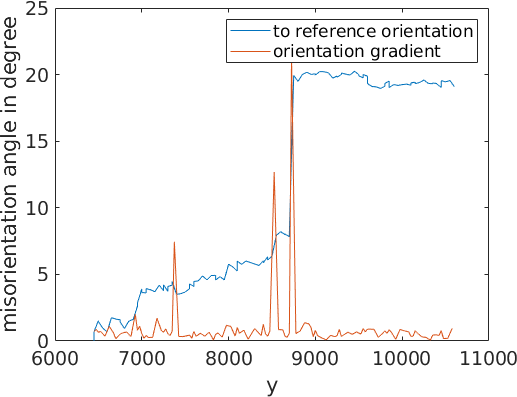 25
20
15
10
5
0
misorientation angle in degree
to reference orientation
orientation gradient
6000 7000 8000 9000 10000 11000
y